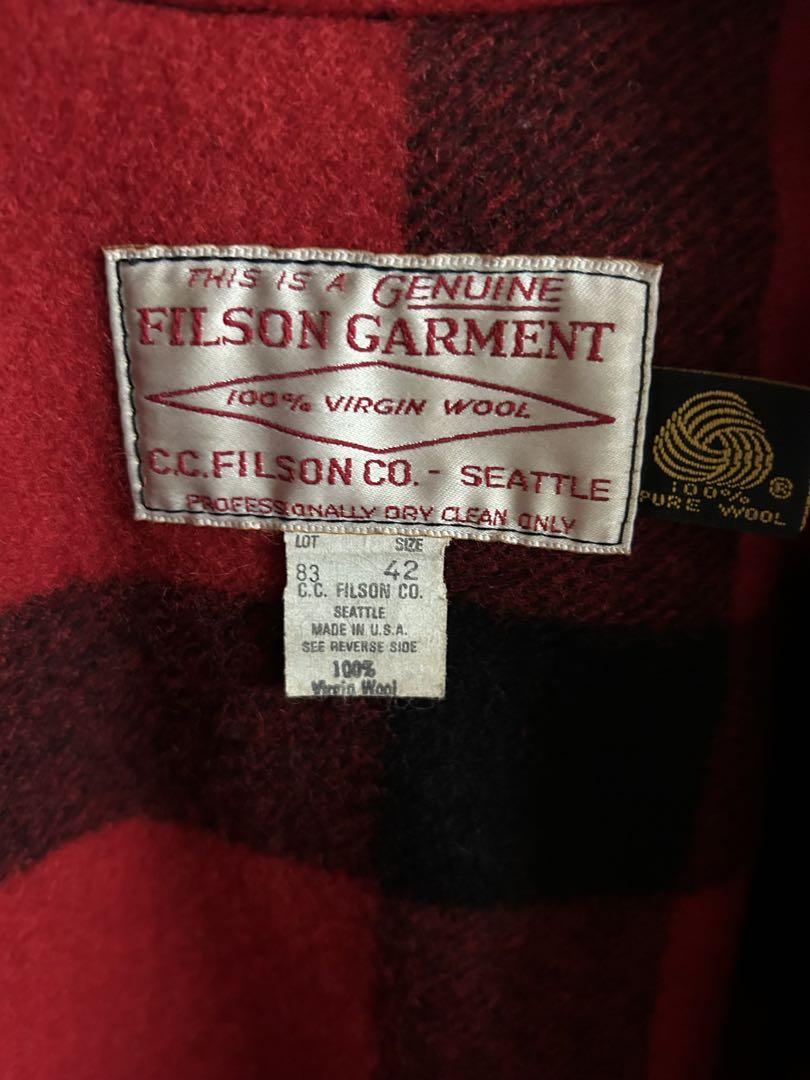 THIS IS A GENUINE
FILSON GARMENT
100% VIRGIN WOOL
C.C.FILSON CO. - SEATTLE
PROFESSIONALLY DRY CLEAN ONLY
100%
PURE WOOL
®
LOT SIZE
83 42
C.C. FILSON CO.
SEATTLE
MADE IN U.S.A.
SEE REVERSE SIDE
100%
Virgin Wool